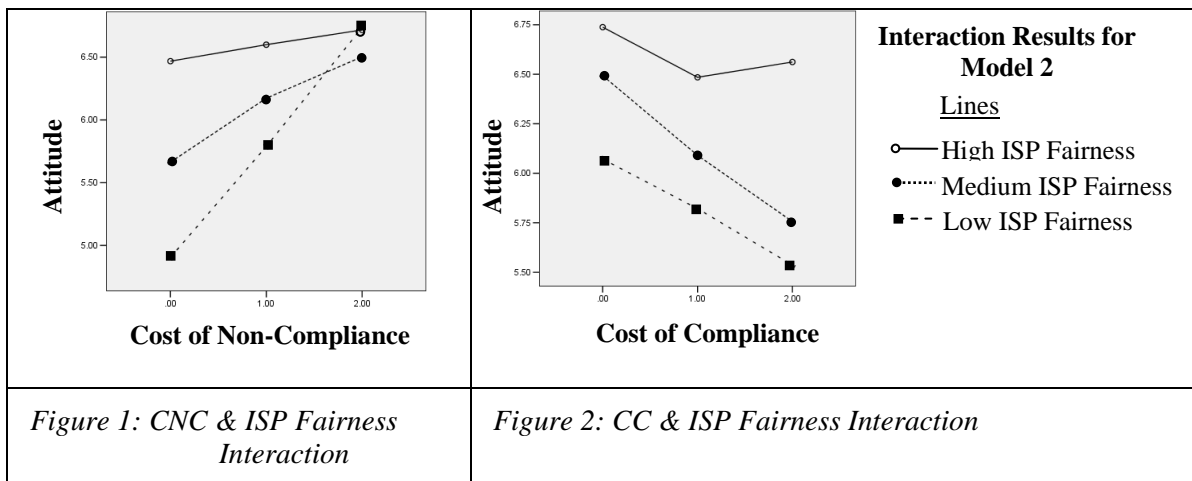 6.50
6.00
5.50
5.00
Attitude
.00 1.00 2.00
Cost of Non-Compliance
6.75
6.50
6.25
6.00
5.75
5.50
Attitude
.00 1.00 2.00
Cost of Compliance
Interaction Results for
Model 2
Lines
High ISP Fairness
Medium ISP Fairness
Low ISP Fairness
Figure 1: CNC & ISP Fairness
Interaction
Figure 2: CC & ISP Fairness Interaction